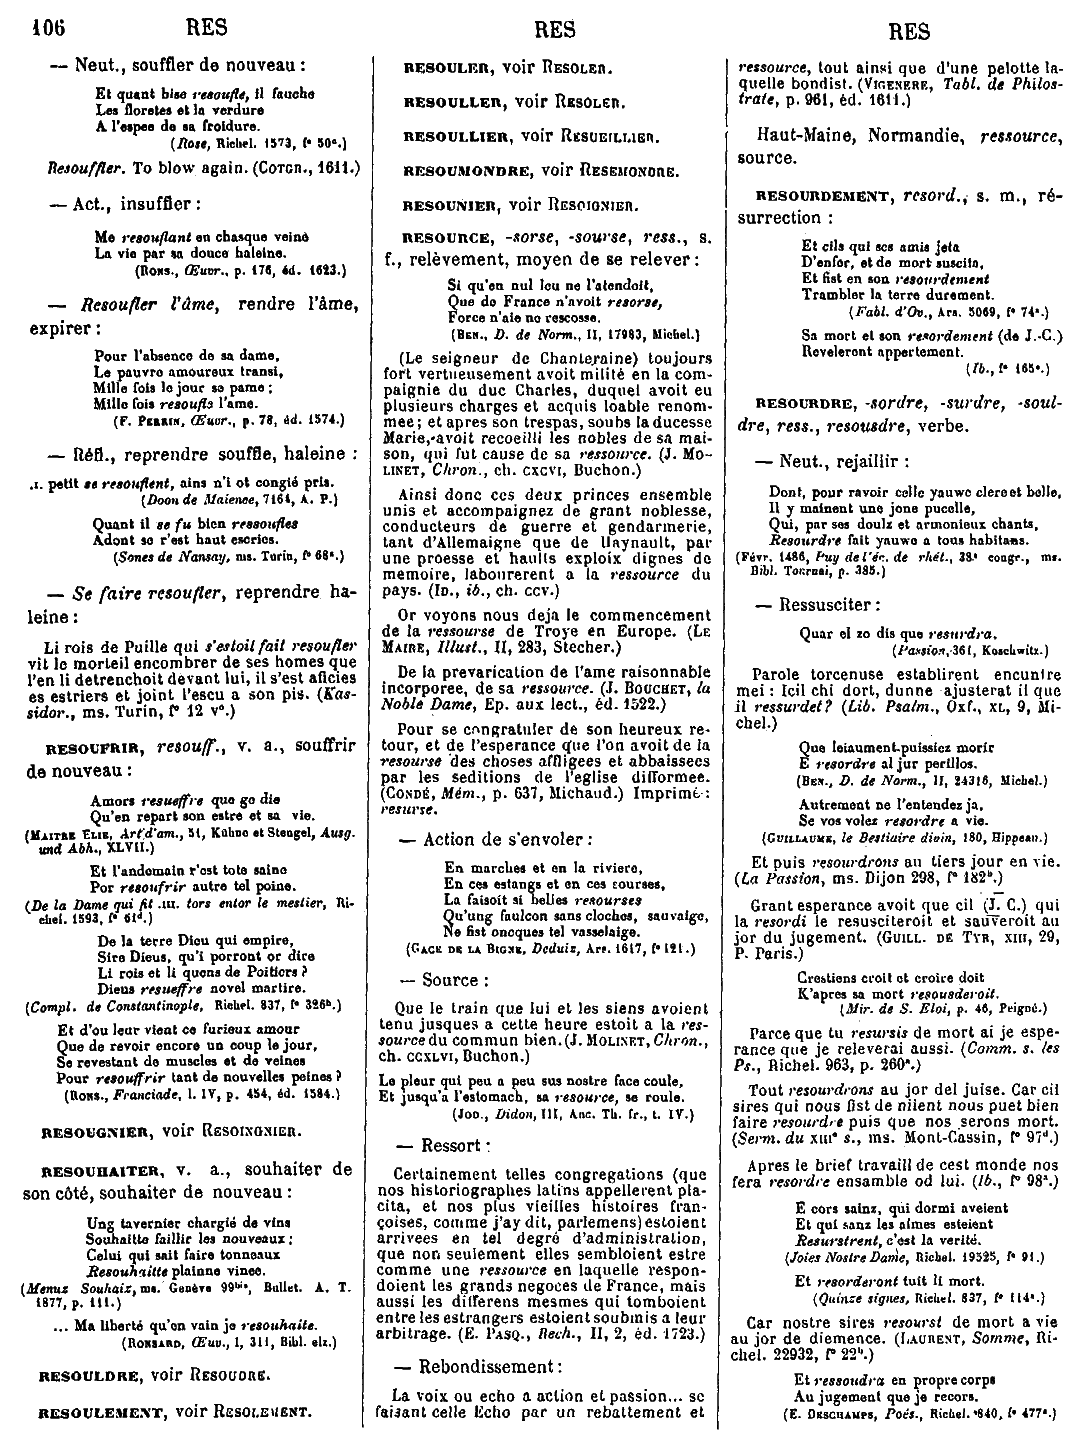 106 RES RES RES
— Neut., souffler de nouveau :
Et quant bise resoufle, il fauche
Les floretes et la verdure
A l'espee de sa froidure.
(Rose, Richel. 1573, f° 50ª.)
Resouffler. To blow again. (COTGR., 1611.)
— Act., insuffler :
Me resouflant en chasque veine
La vie par sa douce haleine.
(RONS., Œuvr., p. 176, éd. 1623.)
— Resoufler l'âme, rendre l'âme,
expirer :
Pour l'absence de sa dame,
Le pauvre amoureux transi,
Mille fois le jour se pame ;
Mille fois resoufle l'ame.
(F. PERRIN, Œuvr., p. 78, éd. 1574.)
— Réfl., reprendre souffle, haleine :
.I. petit se resouflent, ains n'i ot congié pris.
(Doon de Maience, 7164, A. P.)
Quant il se fu bien ressoufles
Adont se r'est haut escries.
(Sones de Nansay, ms. Turin, f° 68ª.)
— Se faire resoufler, reprendre ha-
leine :
Li rois de Puille qui s'estoit fait resoufler
vit le morteil encombrer de ses homes que
l'en li detrenchoit devant lui, il s'est aficies
es estriers et joint l'escu a son pis. (Kas-
sidor., ms. Turin, f° 12 v°.)
RESOUFRIR, resouff., v. a., souffrir
de nouveau :
Amors resueffre que ge die
Qu'en repart son estre et sa vie.
(MAITRE ELIE, Art d'am., 51, Kühne et Stengel, Ausg.
und Abh., XLVII.)
Et l'andemain r'est tote saine
Por resoufrir autre tel poine.
(De la Dame qui fit .III. tors entor le mestier, Ri-
chel. 1593, f° 61ᵈ.)
De la terre Dieu qui empire,
Sire Dieus, qu'i porront or dire
Li rois et li quens de Poitiers ?
Dieus resueffre novel martire.
(Compl. de Constantinople, Richel. 837, f° 326ᵇ.)
Et d'ou leur vient ce furieux amour
Que de revoir encore un coup le jour,
Se revestant de muscles et de veines
Pour resouffrir tant de nouvelles peines ?
(RONS., Franciade, l. IV, p. 454, éd. 1584.)
RESOUGNIER, voir RESOINGNIER.
RESOUHAITER, v. a., souhaiter de
son côté, souhaiter de nouveau :
Ung tavernier chargié de vins
Souhaitte faillir les nouveaux ;
Celui qui sait faire tonneaux
Resouhaitte plainne vinee.
(Menuz Souhaiz, ms. Genève 99ᵇⁱˢ, Bullet. A. T.
1877, p. 111.)
... Ma liberté qu'en vain je resouhaite.
(RONSARD, Œuv., I, 311, Bibl. elz.)
RESOULDRE, voir RESOUDRE.
RESOULEMENT, voir RESOLEMENT.
RESOULER, voir RESOLER.
RESOULLER, voir RESOLER.
RESOULLIER, voir RESUEILLIER.
RESOUMONDRE, voir RESEMONDRE.
RESOUNIER, voir RESOIGNIER.
RESOURCE, -sorse, -sourse, ress., s.
f., relèvement, moyen de se relever :
Si qu'en nul leu ne l'atendeit,
Que de France n'avoit resorse,
Force n'aïe ne rescosse.
(BEN., D. de Norm., II, 17983, Michel.)
(Le seigneur de Chanteraine) toujours
fort vertueusement avoit milité en la com-
paignie du duc Charles, duquel avoit eu
plusieurs charges et acquis loable renom-
mee ; et apres son trespas, soubs la ducesse
Marie, avoit recoeilli les nobles de sa mai-
son, qui fut cause de sa ressource. (J. MO-
LINET, Chron., ch. CXCVI, Buchon.)
Ainsi donc ces deux princes ensemble
unis et accompaignez de grant noblesse,
conducteurs de guerre et gendarmerie,
tant d'Allemaigne que de Haynault, par
une proesse et haults exploix dignes de
memoire, labourerent a la ressource du
pays. (ID., ib., ch. CCV.)
Or voyons nous deja le commencement
de la ressourse de Troye en Europe. (LE
MAIRE, Illust., II, 283, Stecher.)
De la prevarication de l'ame raisonnable
incorporee, de sa ressource. (J. BOUCHET, la
Noble Dame, Ep. aux lect., éd. 1522.)
Pour se congratuler de son heureux re-
tour, et de l'esperance que l'on avoit de la
resourse des choses affligees et abbaissees
par les seditions de l'eglise difformee.
(CONDÉ, Mém., p. 637, Michaud.) Imprimé :
resurse.
— Action de s'envoler :
En marches et en la riviere,
En ces estangs et en ces courses,
La faisoit si belles resourses
Qu'ung faulcon sans cloches, sauvaige,
Ne fist oncques tel vasselaige.
(GACE DE LA BIGNE, Deduiz, Ars. 1617, f° 121.)
— Source :
Que le train que lui et les siens avoient
tenu jusques a cette heure estoit a la res-
source du commun bien. (J. MOLINET, Chron.,
ch. CCXLVI, Buchon.)
Le pleur qui peu a peu sus nostre face coule,
Et jusqu'a l'estomach, sa resource, se roule.
(JOD., Didon, III, Anc. Th. fr., t. IV.)
— Ressort :
Certainement telles congregations (que
nos historiographes latins appellerent pla-
cita, et nos plus vieilles histoires fran-
çoises, comme j'ay dit, parlemens) estoient
arrivees en tel degré d'administration,
que non seulement elles sembloient estre
comme une ressource en laquelle respon-
doient les grands negoces de France, mais
aussi les differens mesmes qui tomboient
entre les estrangers estoient soubmis a leur
arbitrage. (E. PASQ., Rech., II, 2, éd. 1723.)
— Rebondissement :
La voix ou echo a action et passion... se
faisant celle Echo par un rebattement et
ressource, tout ainsi que d'une pelotte la-
quelle bondist. (VIGENERE, Tabl. de Philos-
trate, p. 961, éd. 1611.)
Haut-Maine, Normandie, ressource,
source.
RESOURDEMENT, resord., s. m., ré-
surrection :
Et cils qui ses amis jeta
D'enfer, et de mort suscita,
Et fist en son resourdement
Trambler la terre durement.
(Fabl. d'Ov., Ars. 5069, f° 74ª.)
Sa mort et son resordement (de J.-C.)
Reveleront appertement.
(Ib., f° 165ª.)
RESOURDRE, -sordre, -surdre, -soul-
dre, ress., resousdre, verbe.
— Neut., rejaillir :
Dont, pour ravoir celle yauwe clere et belle,
Il y mainent une jone pucelle,
Qui, par ses doulz et armonieux chants,
Resourdre fait yauwe a tous habitans.
(Févr. 1486, Puy de l'éc. de rhét., 38ᵉ congr., ms.
Bibl. Tournai, p. 385.)
— Ressusciter :
Quar el zo dis que resurdra.
(Passion, 361, Koschwitz.)
Parole torcenuse establirent encuntre
mei : Icil chi dort, dunne ajusterat il que
il ressurdet? (Lib. Psalm., Oxf., XL, 9, Mi-
chel.)
Que leiaument puissiez morir
E resordre al jur perillos.
(BEN., D. de Norm., II, 24316, Michel.)
Autrement ne l'entendez ja,
Se vos volez resordre a vie.
(GUILLAUME, le Bestiaire divin, 180, Hippeau.)
Et puis resourdrons au tiers jour en vie.
(La Passion, ms. Dijon 298, f° 182ᵇ.)
Grant esperance avoit que cil (J. C.) qui
la resordi le resusciteroit et sauveroit au
jor du jugement. (GUILL. DE TYR, XIII, 29,
P. Paris.)
Crestiens croit et croire doit
K'apres sa mort resousderoit.
(Mir. de S. Eloi, p. 46, Peigné.)
Parce que tu resursis de mort ai je espe-
rance que je releverai aussi. (Comm. s. les
Ps., Richel. 963, p. 260ª.)
Tout resourdrons au jor del juise. Car cil
sires qui nous fist de niient nous puet bien
faire resourdre puis que nos serons mort.
(Serm. du XIIIᵉ s., ms. Mont-Cassin, f° 97ᵈ.)
Apres le brief travaill de cest monde nos
fera resordre ensamble od lui. (Ib., f° 98ª.)
E cors sainz, qui dormi aveient
Et qui sanz les almes esteient
Resurstrent, c'est la verité.
(Joies Nostre Dame, Richel. 19525, f° 91.)
Et resorderont tuit li mort.
(Quinze signes, Richel. 837, f° 114ª.)
Car nostre sires resourst de mort a vie
au jor de diemence. (LAURENT, Somme, Ri-
chel. 22932, f° 22ᵇ.)
Et ressoudra en propre corps
Au jugement que je recors.
(E. DESCHAMPS, Poés., Richel. 840, f° 477ª.)